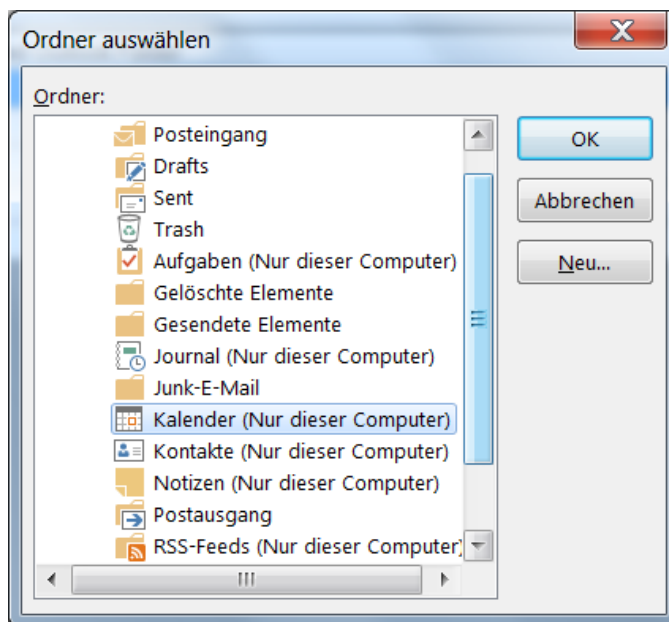 Ordner auswählen
Ordner:
Posteingang
Drafts
Sent
Trash
Aufgaben (Nur dieser Computer)
Gelöschte Elemente
Gesendete Elemente
Journal (Nur dieser Computer)
Junk-E-Mail
Kalender (Nur dieser Computer)
Kontakte (Nur dieser Computer)
Notizen (Nur dieser Computer)
Postausgang
RSS-Feeds (Nur dieser Computer)
OK
Abbrechen
Neu...